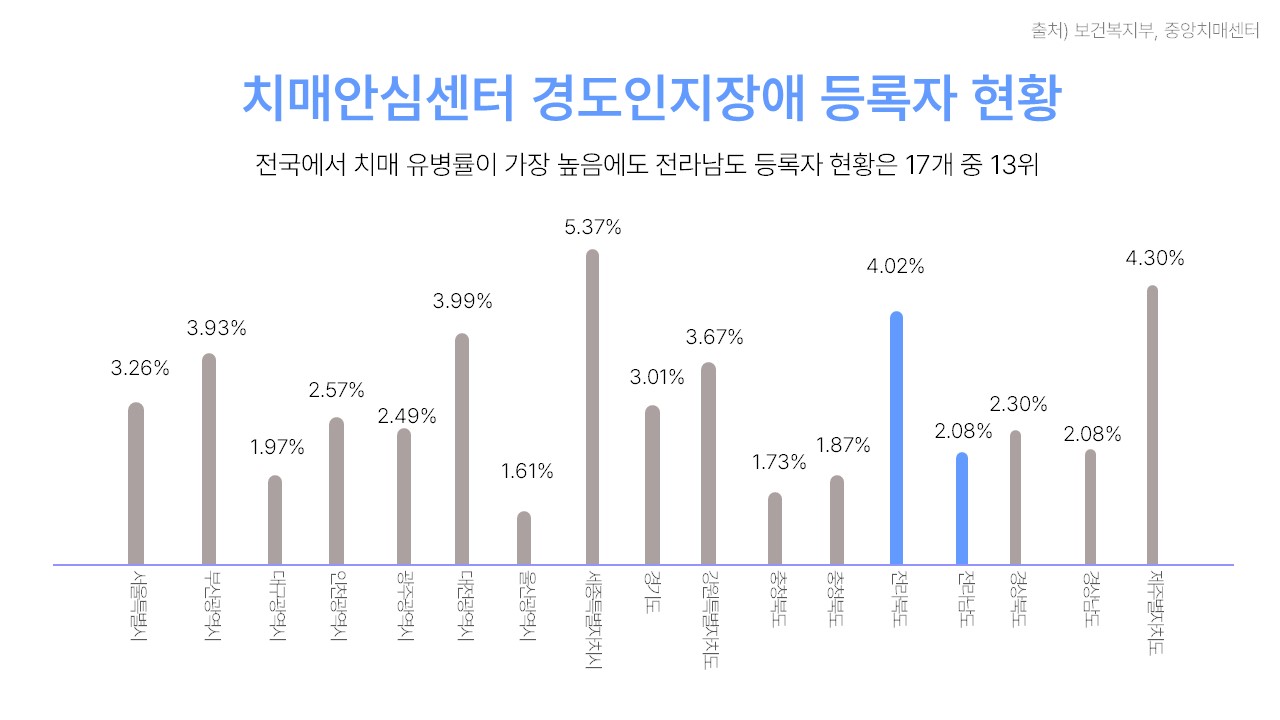 출처) 보건복지부, 중앙치매센터
치매안심센터 경도인지장애 등록자 현황
전국에서 치매 유병률이 가장 높음에도 전라남도 등록자 현황은 17개 중 13위
3.26%
3.93%
1.97%
2.57%
2.49%
3.99%
1.61%
5.37%
3.01%
3.67%
1.73%
1.87%
4.02%
2.08%
2.30%
2.08%
4.30%
서울특별시
부산광역시
대구광역시
인천광역시
광주광역시
대전광역시
울산광역시
세종특별자치시
경기도
강원특별자치도
충청북도
충청북도
전라북도
전라남도
경상북도
경상남도
제주별자치도